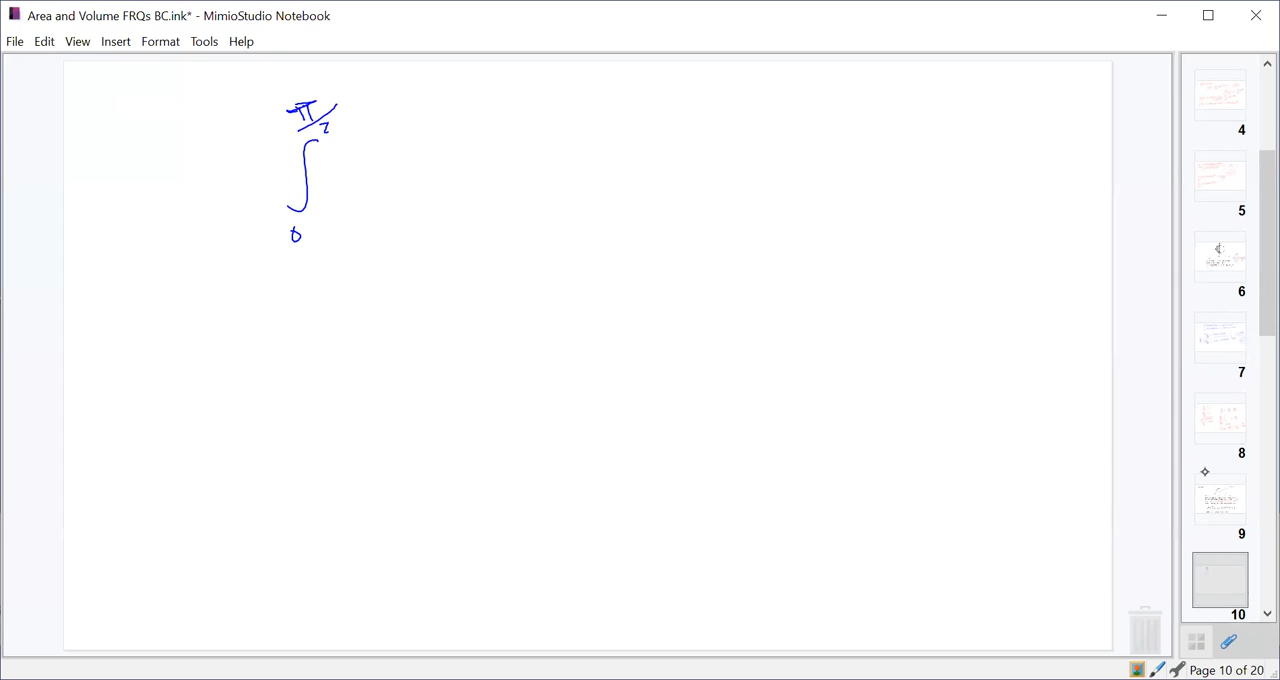 Area and Volume FRQs BC.ink* - MimioStudio Notebook
File Edit View Insert Format Tools Help
π/2
∫
0
4
5
6
7
8
9
10
Page 10 of 20